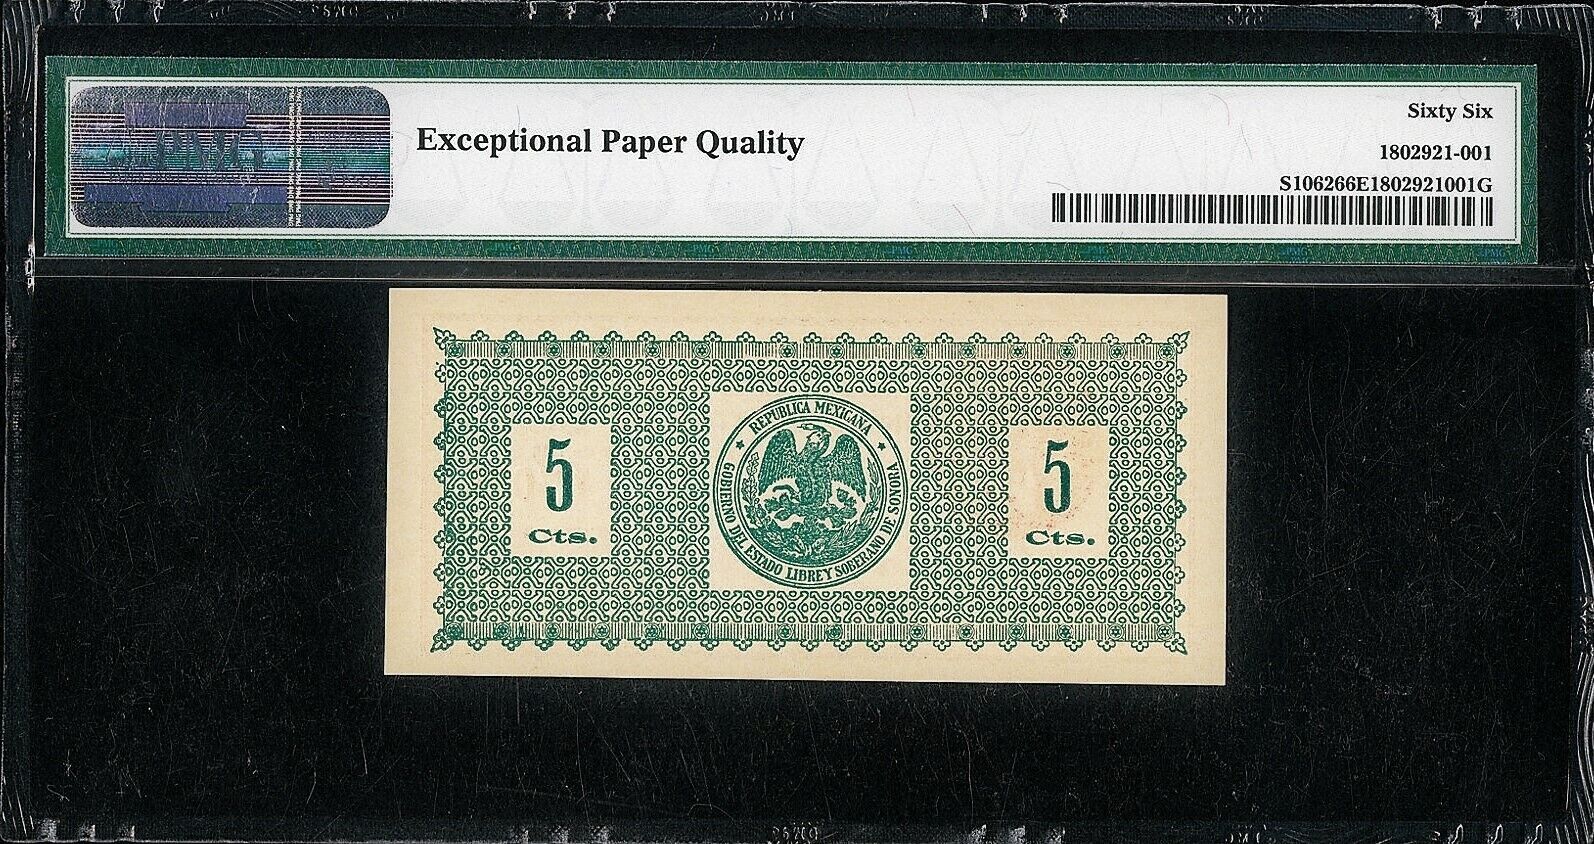 PMG
Exceptional Paper Quality
Sixty Six
1802921-001
S106266E1802921001G
REPUBLICA MEXICANA
GOBIERNO DEL ESTADO LIBRE Y SOBERANO DE SONORA
5
Cts.
5
Cts.